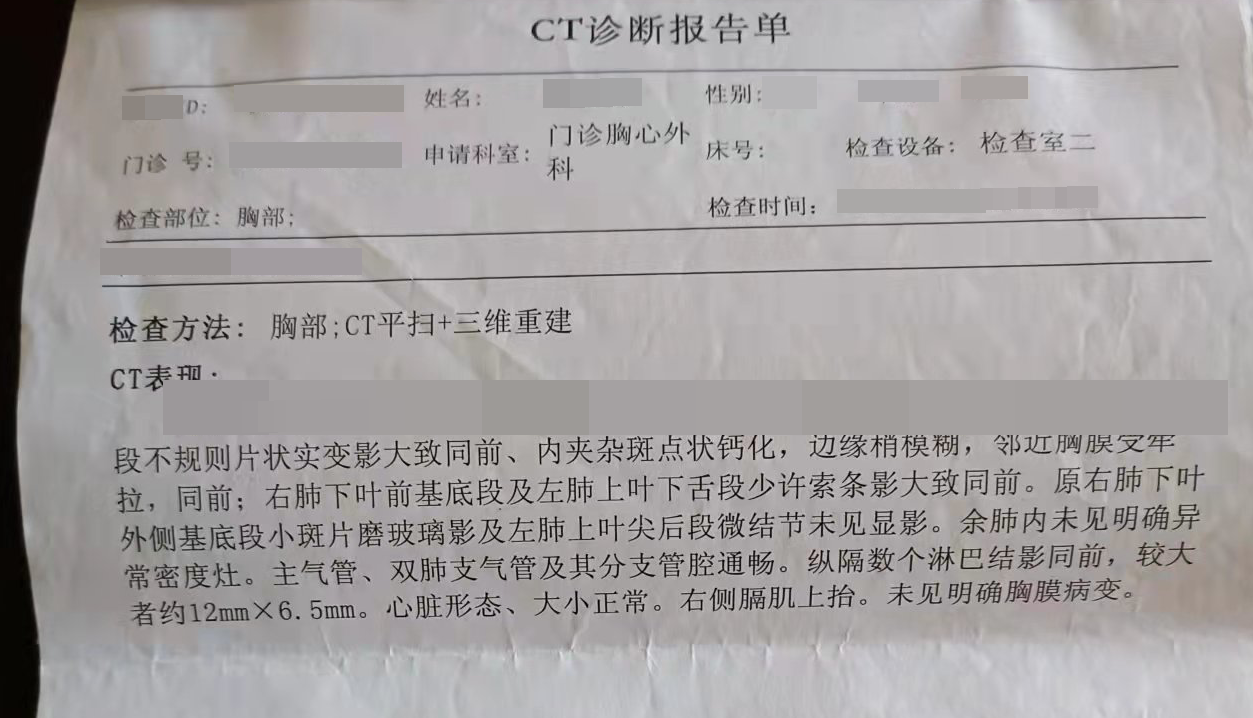 CT诊断报告单
D: 姓名: 性别:
门诊 号: 申请科室: 门诊胸心外科 床号: 检查设备: 检查室二
检查部位: 胸部; 检查时间:
检查方法: 胸部;CT平扫+三维重建
CT表现:
段不规则片状实变影大致同前、内夹杂斑点状钙化，边缘稍模糊，邻近胸膜受牵
拉，同前；右肺下叶前基底段及左肺上叶下舌段少许索条影大致同前。原右肺下叶
外侧基底段小斑片磨玻璃影及左肺上叶尖后段微结节未见显影。余肺内未见明确异
常密度灶。主气管、双肺支气管及其分支管腔通畅。纵隔数个淋巴结影同前，较大
者约12mm×6.5mm。心脏形态、大小正常。右侧膈肌上抬。未见明确胸膜病变。